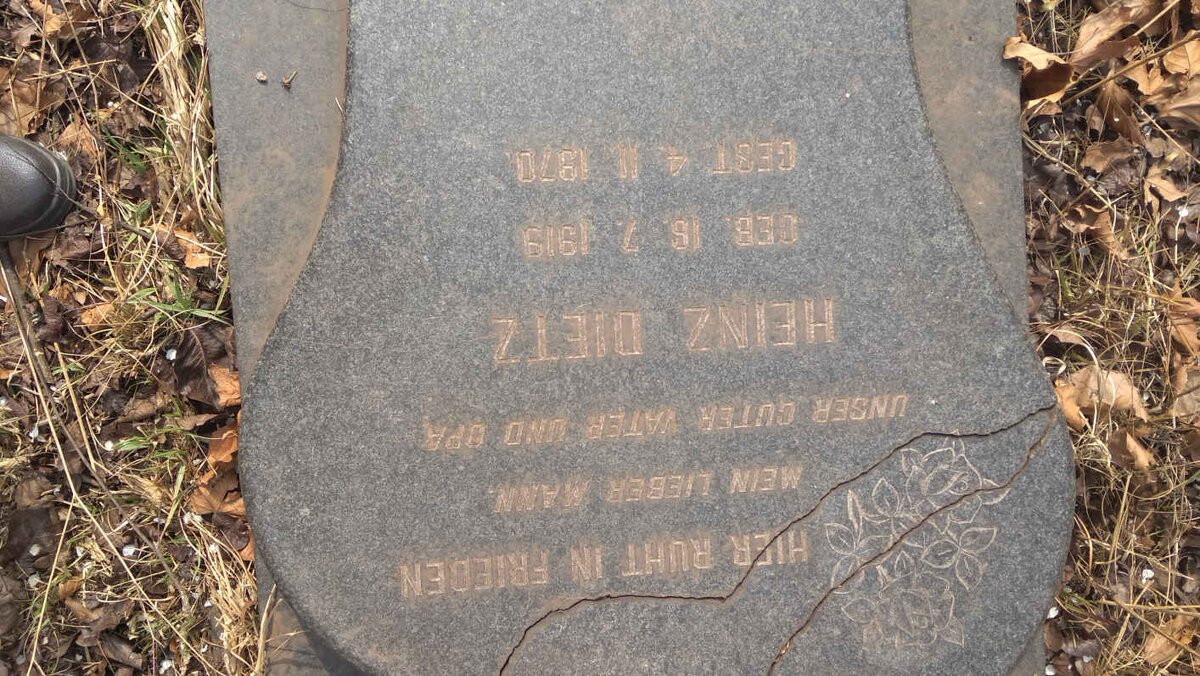 HIER RUHT IN FRIEDEN
MEIN LIEBER MANN.
UNSER GUTER VATER UND OPA,
HEINZ DIETZ
GEB. 16. 7. 1919
GEST. 4. 11. 1970.